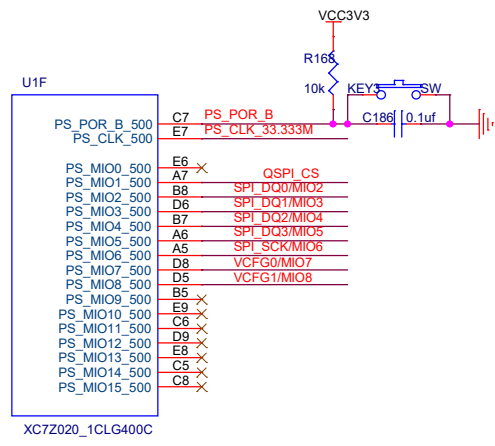 VCC3V3
R168
10k
KEY3 SW
C186 0.1uf
U1F
PS_POR_B_500 C7 PS_POR_B
PS_CLK_500 E7 PS_CLK_33.333M
PS_MIO0_500 E6
PS_MIO1_500 A7 QSPI_CS
PS_MIO2_500 B8 SPI_DQ0/MIO2
PS_MIO3_500 D6 SPI_DQ1/MIO3
PS_MIO4_500 B7 SPI_DQ2/MIO4
PS_MIO5_500 A6 SPI_DQ3/MIO5
PS_MIO6_500 A5 SPI_SCK/MIO6
PS_MIO7_500 D8 VCFG0/MIO7
PS_MIO8_500 D5 VCFG1/MIO8
PS_MIO9_500 B5
PS_MIO10_500 E9
PS_MIO11_500 C6
PS_MIO12_500 D9
PS_MIO13_500 E8
PS_MIO14_500 C5
PS_MIO15_500 C8
XC7Z020_1CLG400C